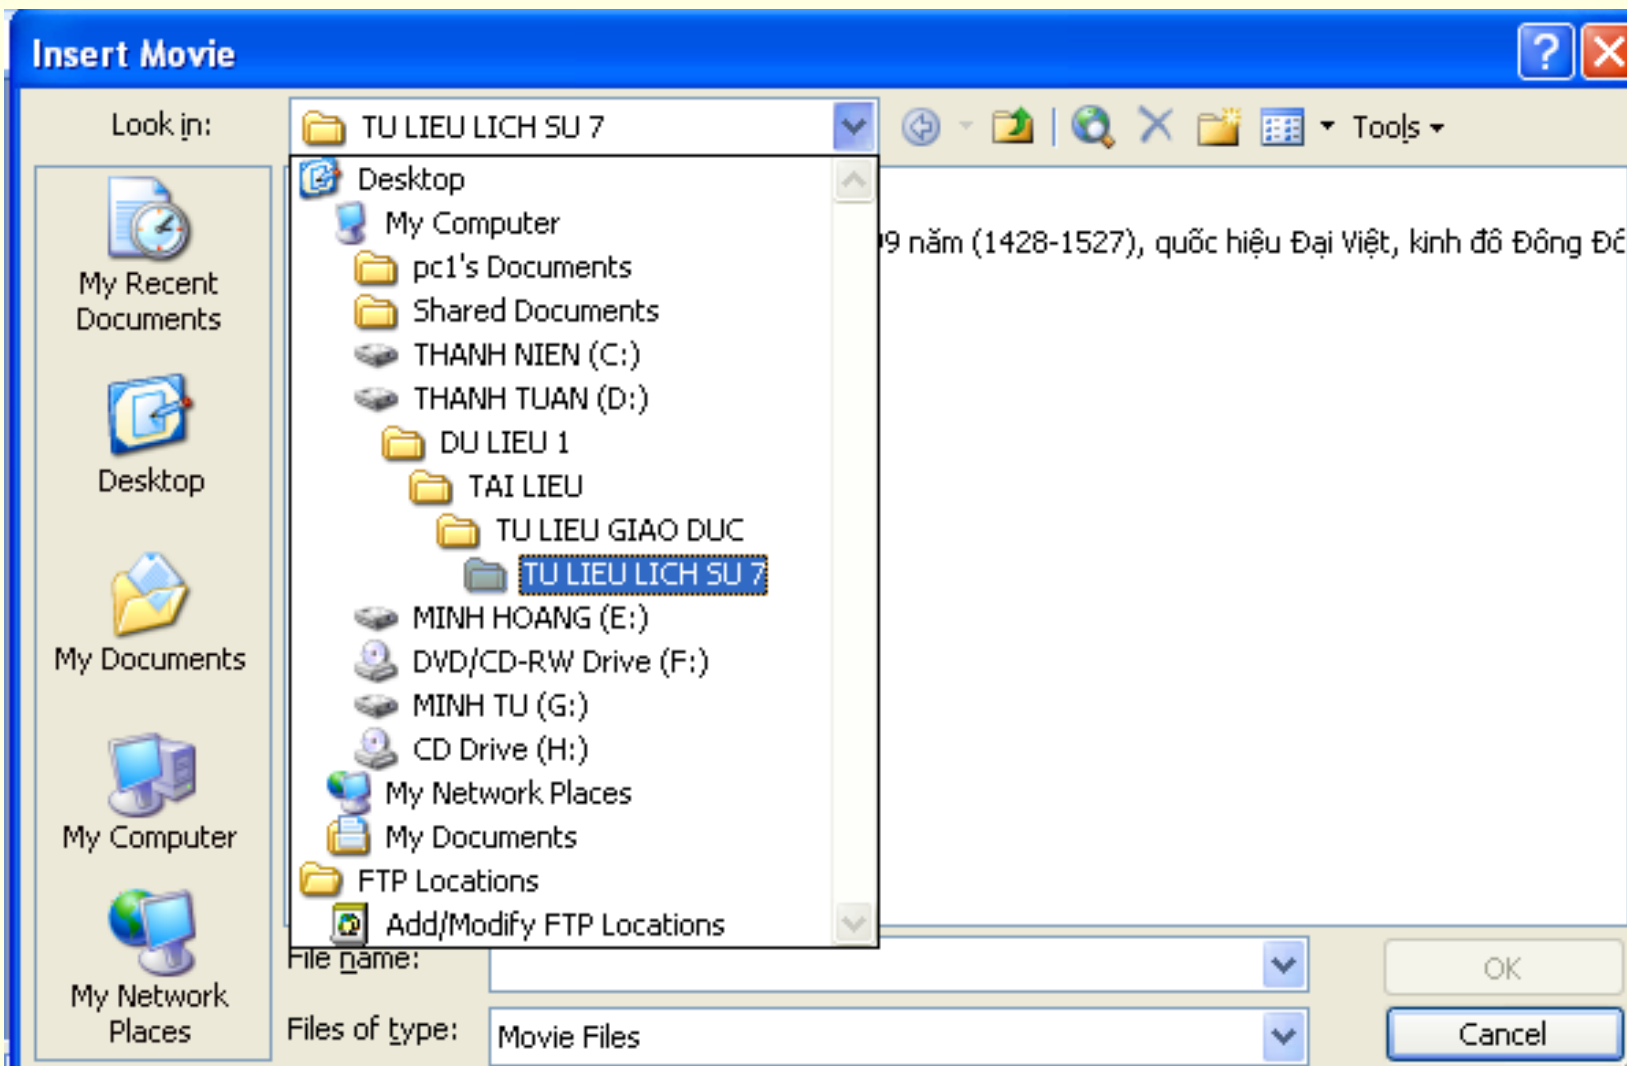 Insert Movie
Look in:
TU LIEU LICH SU 7
Tools
Desktop
My Computer
pc1's Documents
Shared Documents
THANH NIEN (C:)
THANH TUAN (D:)
DU LIEU 1
TAI LIEU
TU LIEU GIAO DUC
TU LIEU LICH SU 7
MINH HOANG (E:)
DVD/CD-RW Drive (F:)
MINH TU (G:)
CD Drive (H:)
My Network Places
My Documents
FTP Locations
Add/Modify FTP Locations
My Recent
Documents
Desktop
My Documents
My Computer
My Network
Places
năm (1428-1527), quốc hiệu Đại Việt, kinh đô Đông
File name:
OK
Files of type:
Movie Files
Cancel